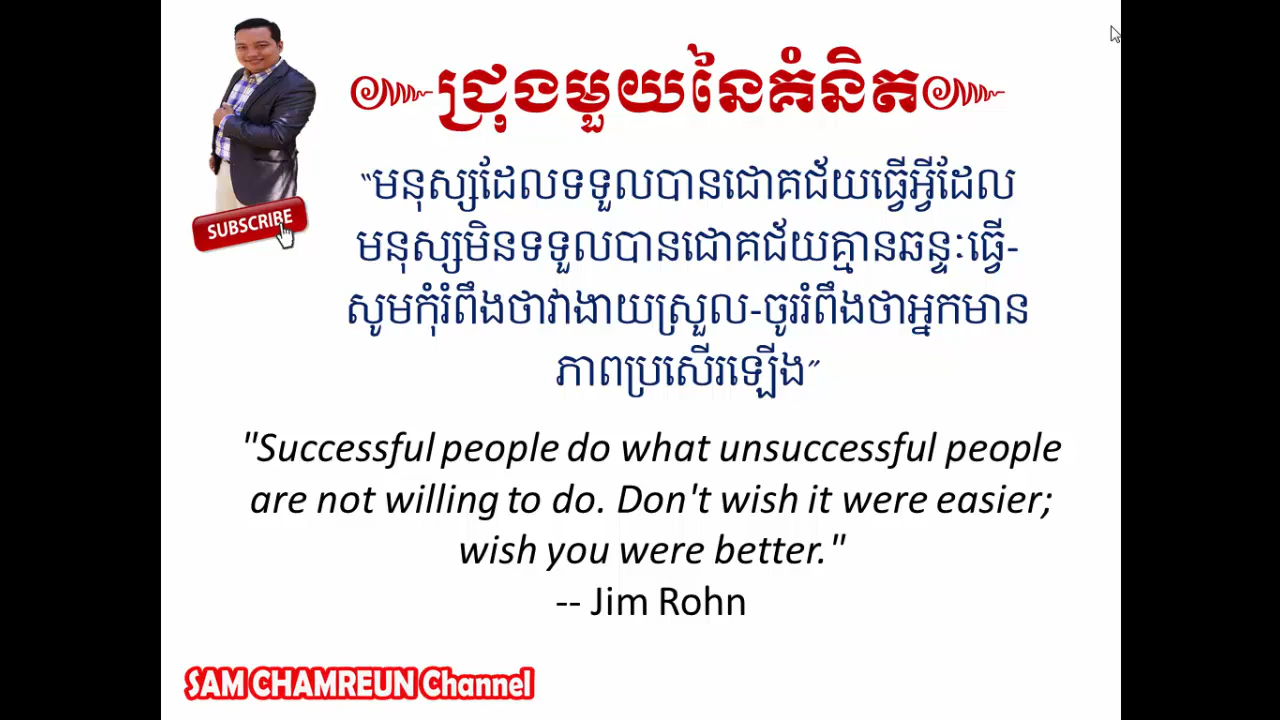 ជ្រុងមួយនៃគំនិត
“មនុស្សដែលទទួលបានជោគជ័យធ្វើអ្វីដែល
មនុស្សមិនទទួលបានជោគជ័យគ្មានឆន្ទៈធ្វើ-
សូមកុំរំពឹងថាវាងាយស្រួល-ចូររំពឹងថាអ្នកមាន
ភាពប្រសើរឡើង”
SUBSCRIBE
"Successful people do what unsuccessful people
are not willing to do. Don't wish it were easier;
wish you were better."
-- Jim Rohn
SAM CHAMREUN Channel